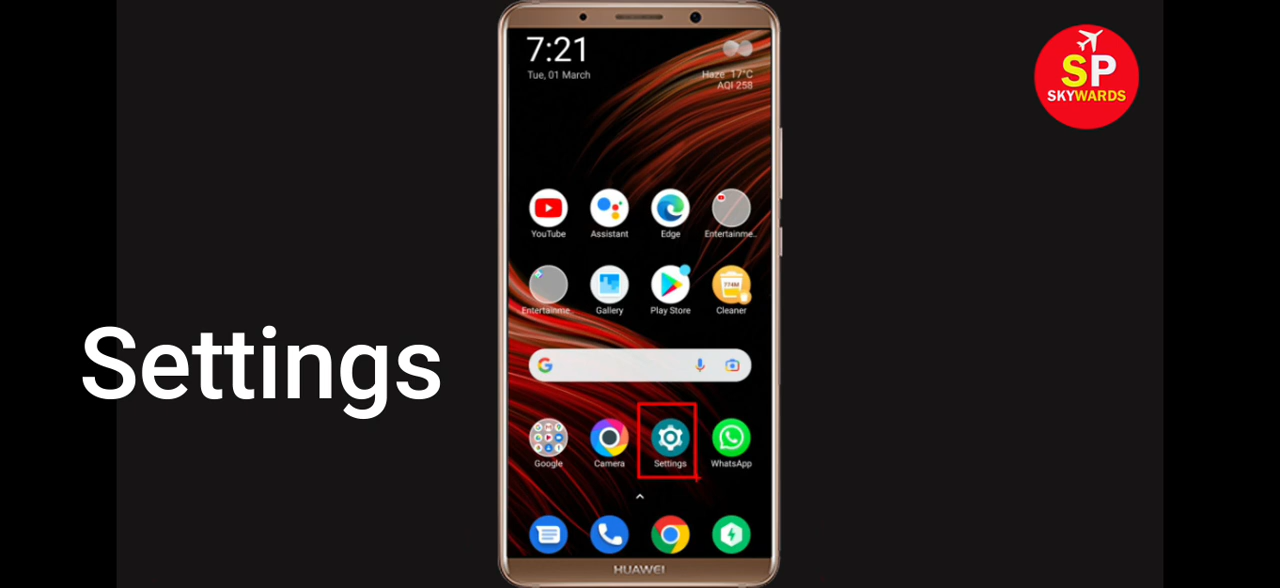 7:21
Tue, 01 March
Haze 17°C
AQI 258
SP
SKYWARDS
YouTube
Assistant
Edge
Entertainme..
Entertainme..
Gallery
Play Store
774M
Cleaner
Settings
Google
Camera
Settings
WhatsApp
HUAWEI